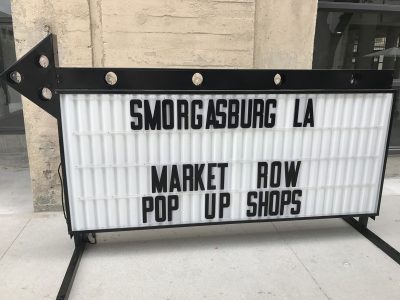 SMORGASBURG LA
MARKET ROW
POP UP SHOPS